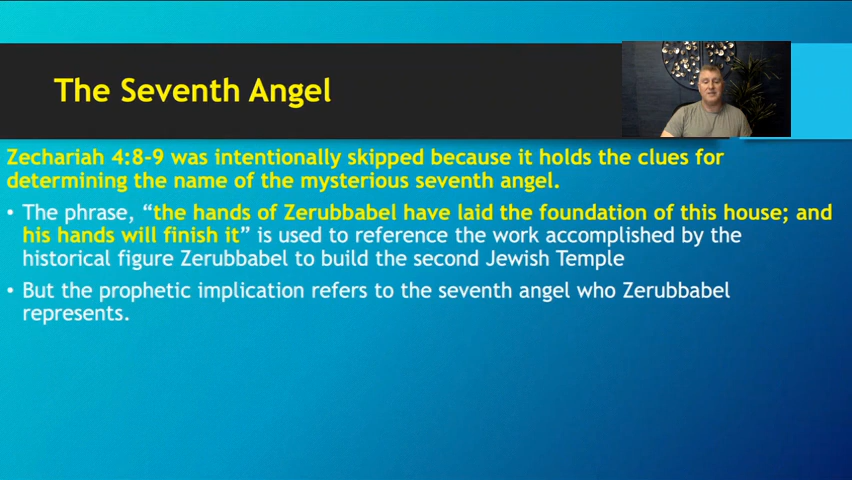 The Seventh Angel
Zechariah 4:8-9 was intentionally skipped because it holds the clues for
determining the name of the mysterious seventh angel.
• The phrase, “the hands of Zerubbabel have laid the foundation of this house; and
his hands will finish it” is used to reference the work accomplished by the
historical figure Zerubbabel to build the second Jewish Temple
• But the prophetic implication refers to the seventh angel who Zerubbabel
represents.